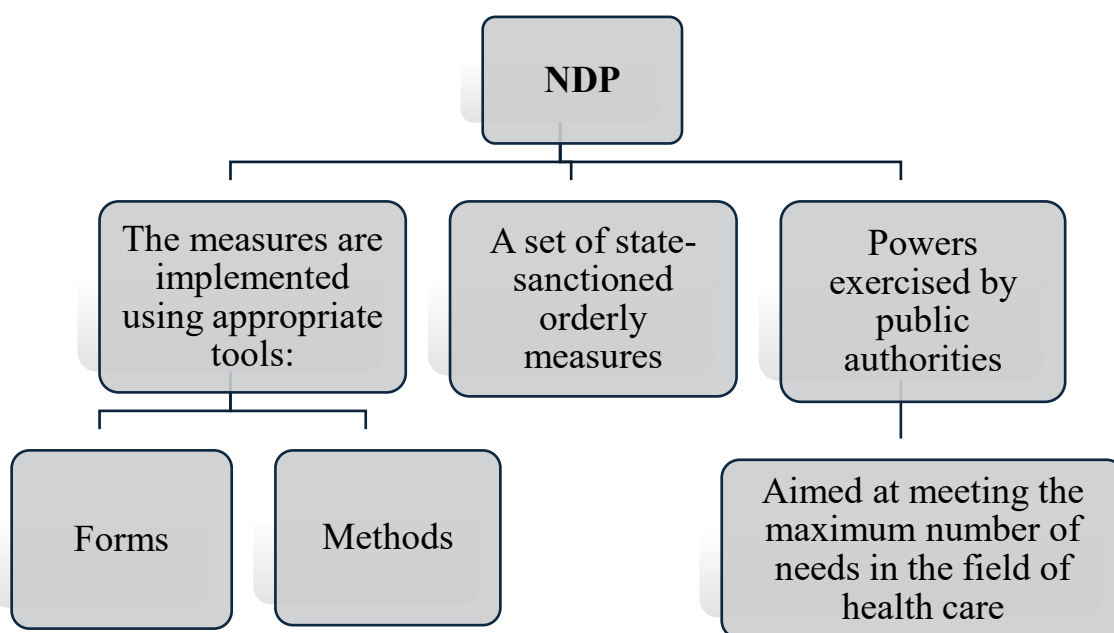 NDP
The measures are
implemented
using appropriate
tools:
A set of state-
sanctioned
orderly
measures
Powers
exercised by
public
authorities
Forms
Methods
Aimed at meeting the
maximum number of
needs in the field of
health care